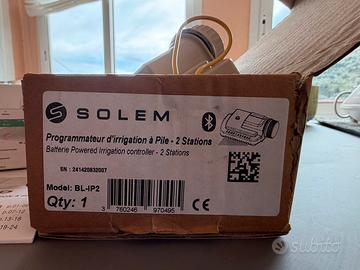 SOLEM
Programmateur d'irrigation à Pile - 2 Stations
Batterie Powered Irrigation controller - 2 Stations
SN : 241420932007
Model: BL-IP2
Qty: 1
3 760246 970495
CE
subito